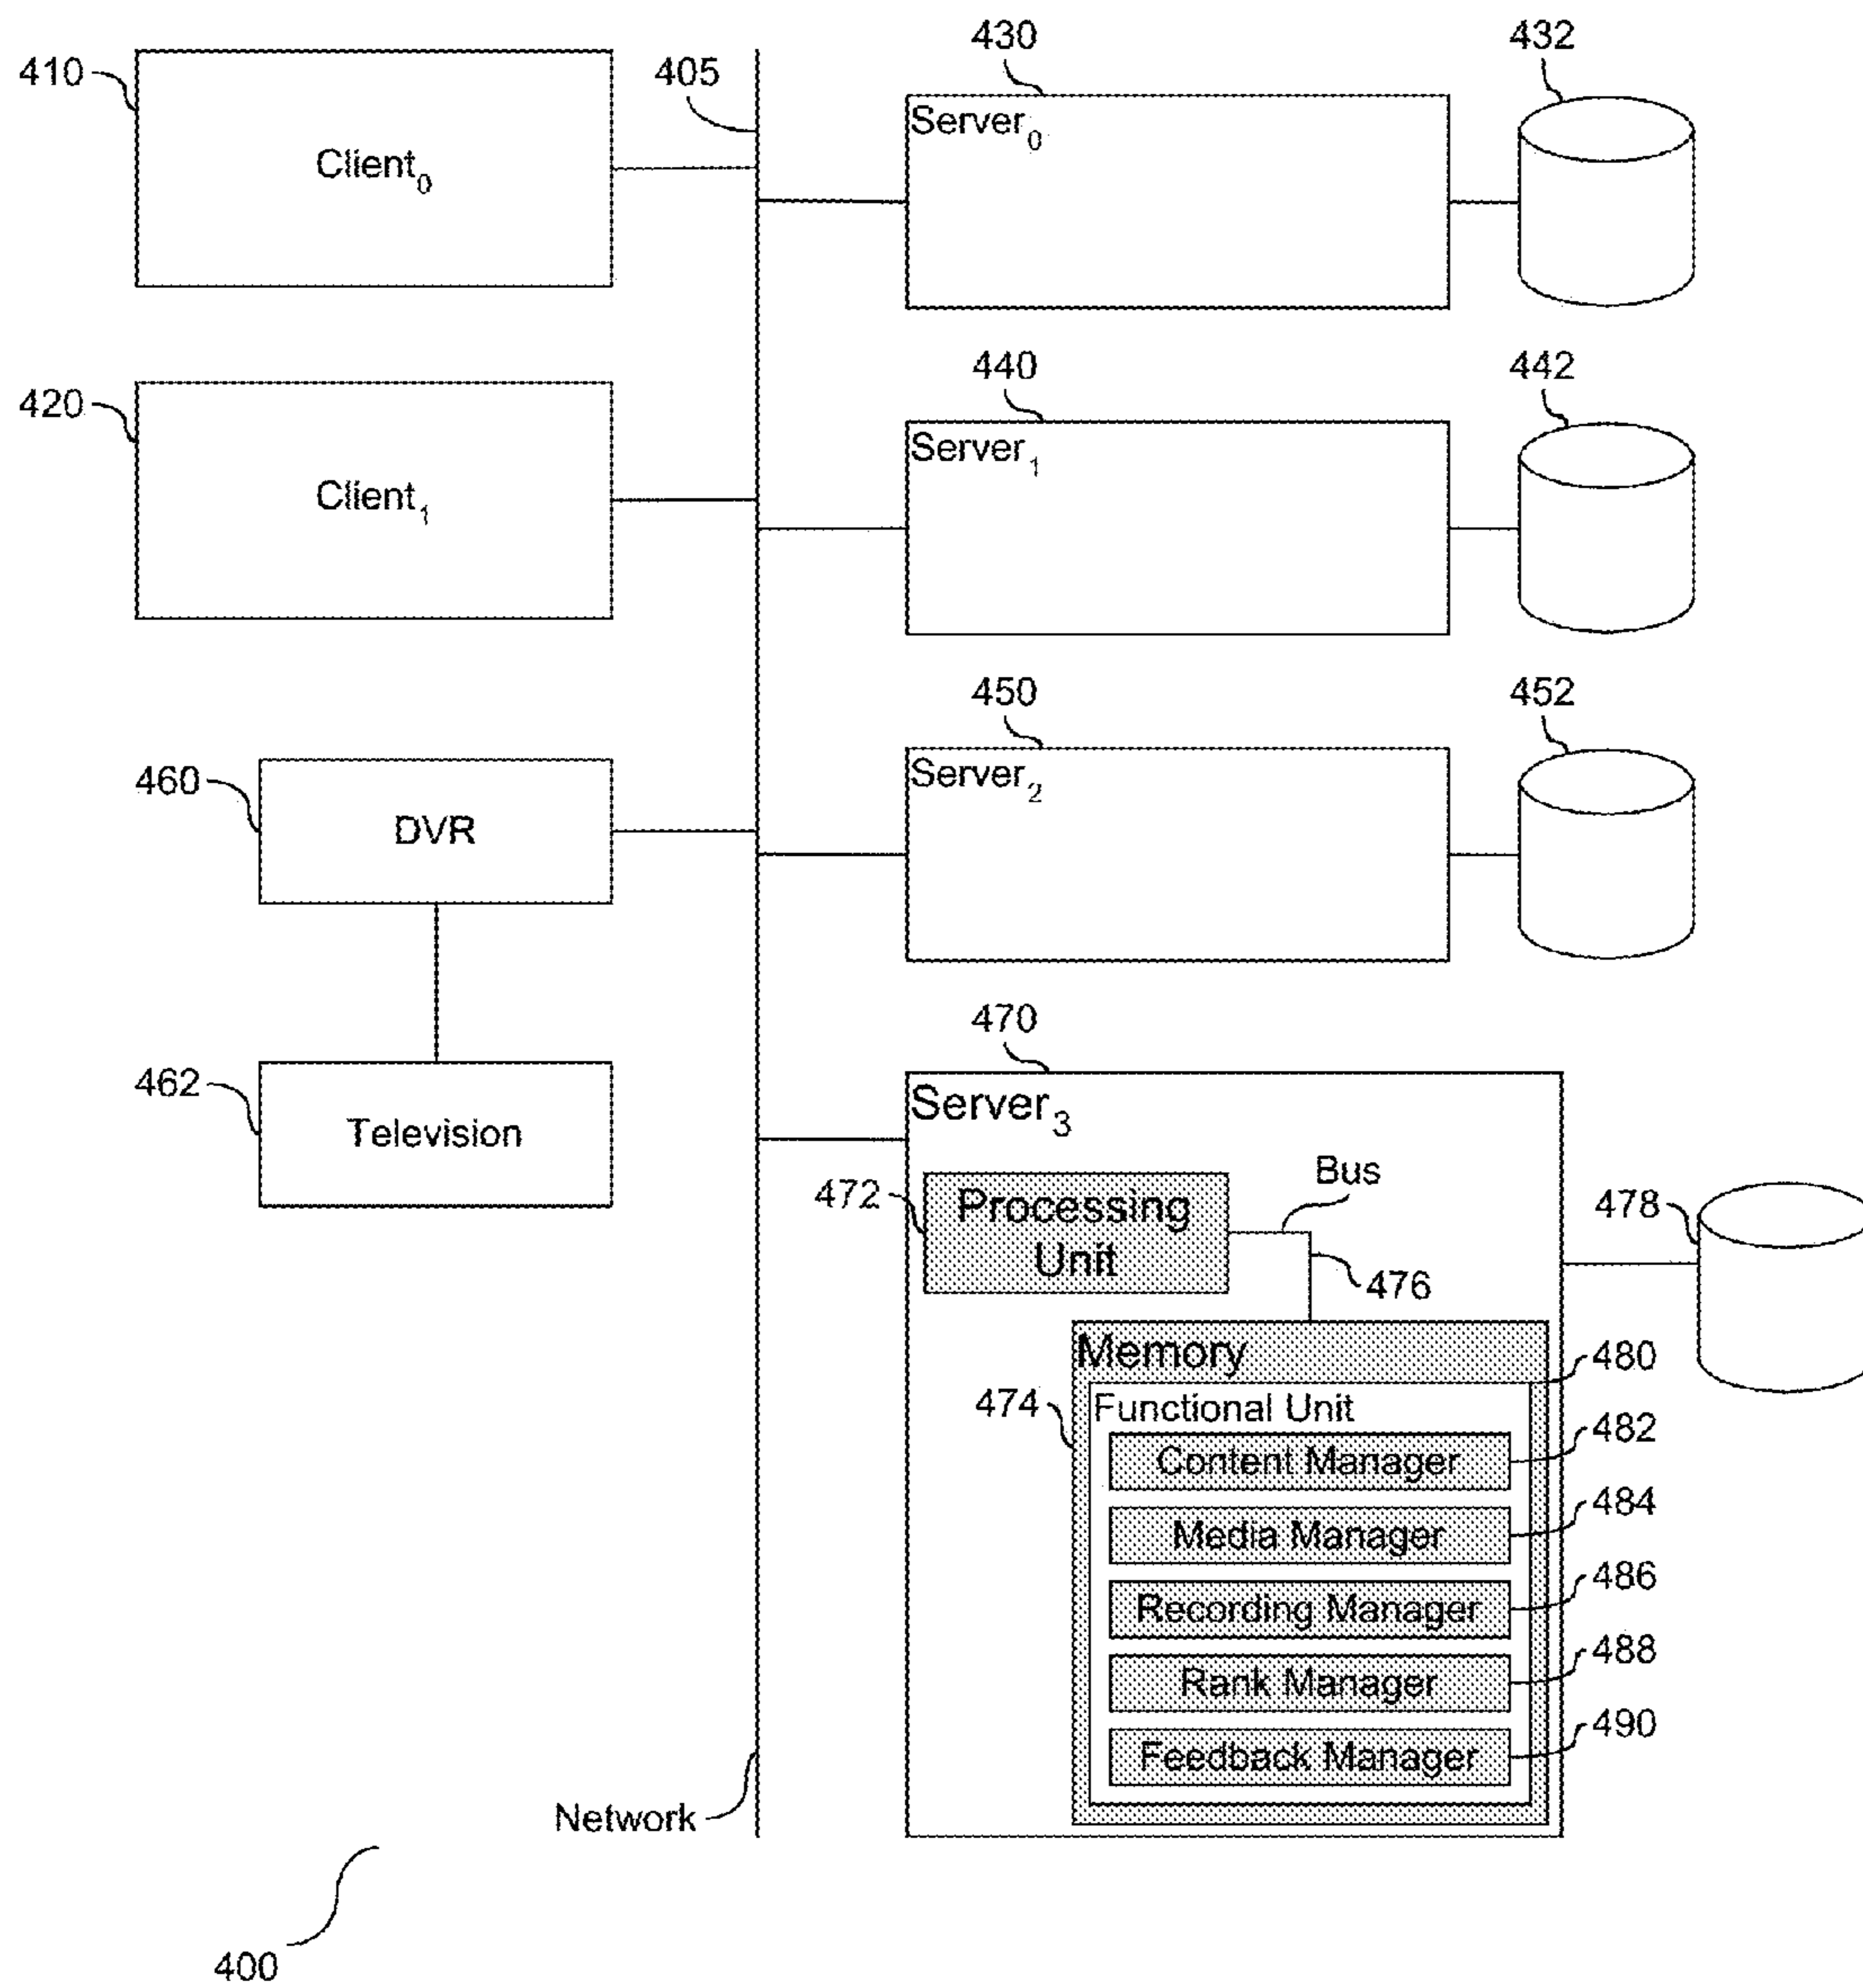 430
432
410
405
Server0
Client0
440
442
420
Server1
Client1
450
452
460
Server2
DVR
470
462
Server3
Television
Bus
472
Processing
Unit
478
476
Memory
480
474
Functional Unit
482
Content Manager
484
Media Manager
486
Recording Manager
488
Rank Manager
490
Feedback Manager
Network
400